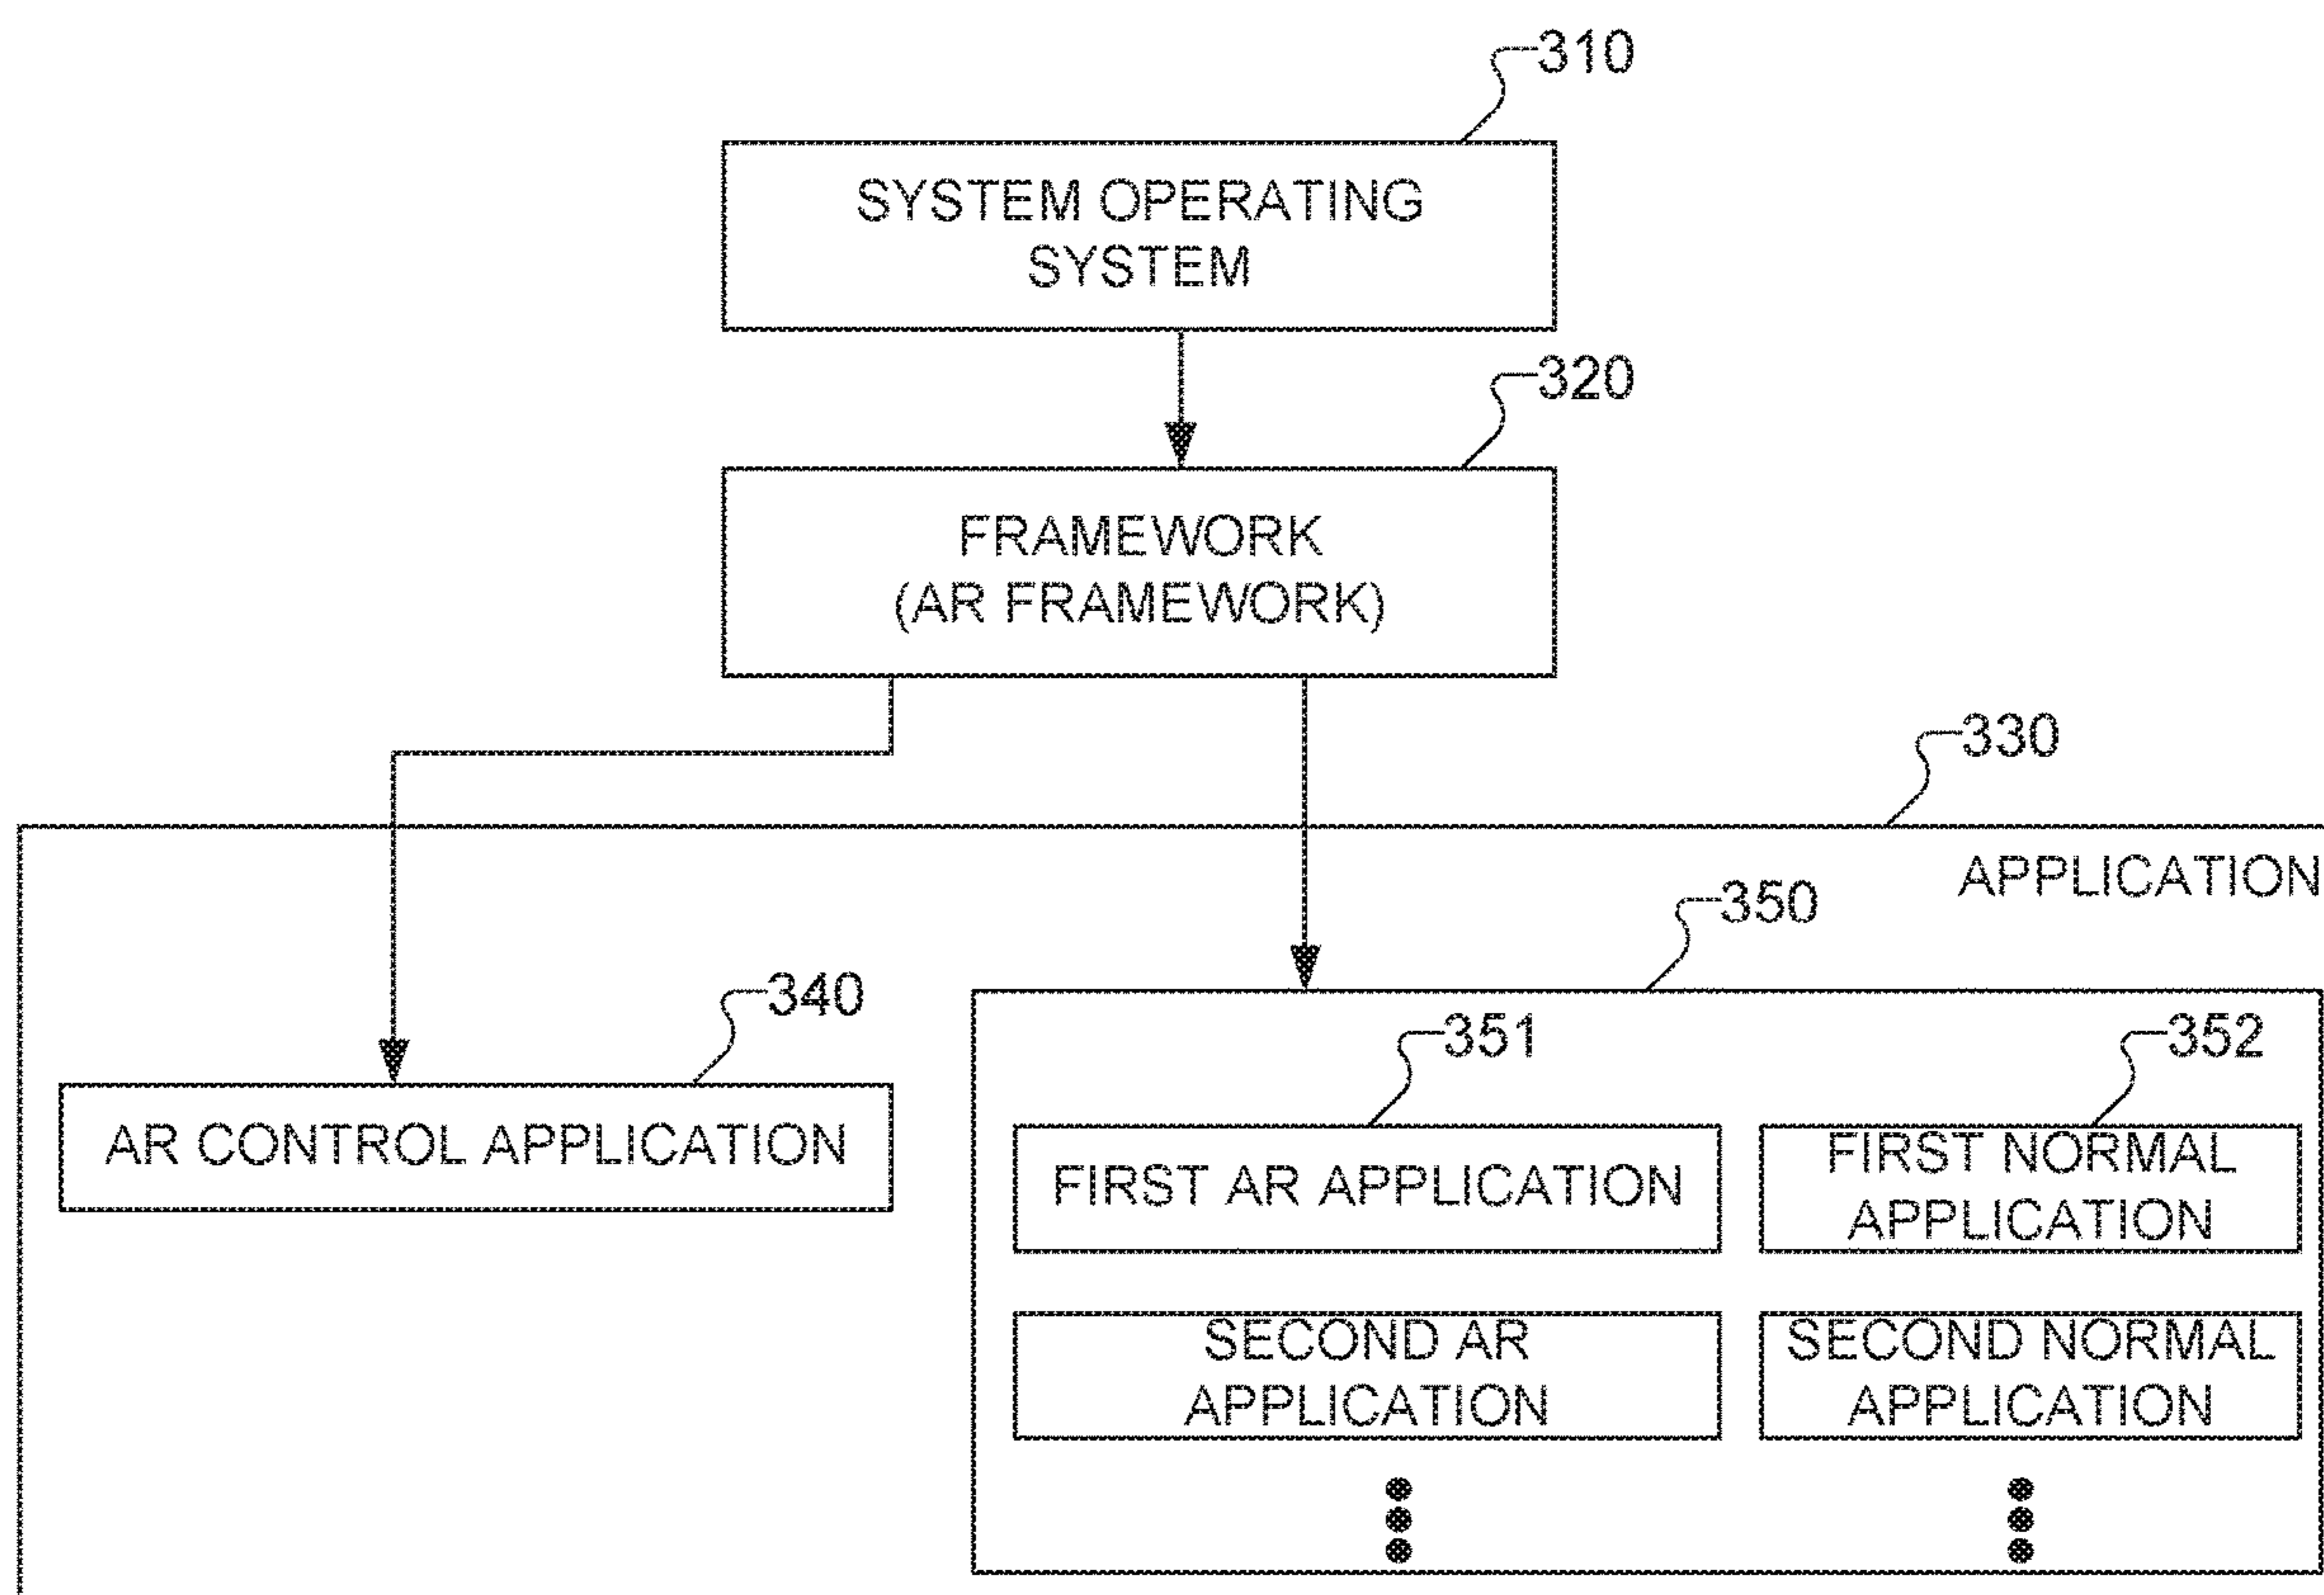 310
SYSTEM OPERATING
SYSTEM
320
FRAMEWORK
(AR FRAMEWORK)
330
APPLICATION
350
340
AR CONTROL APPLICATION
351
352
FIRST AR APPLICATION
FIRST NORMAL
APPLICATION
SECOND AR
APPLICATION
SECOND NORMAL
APPLICATION